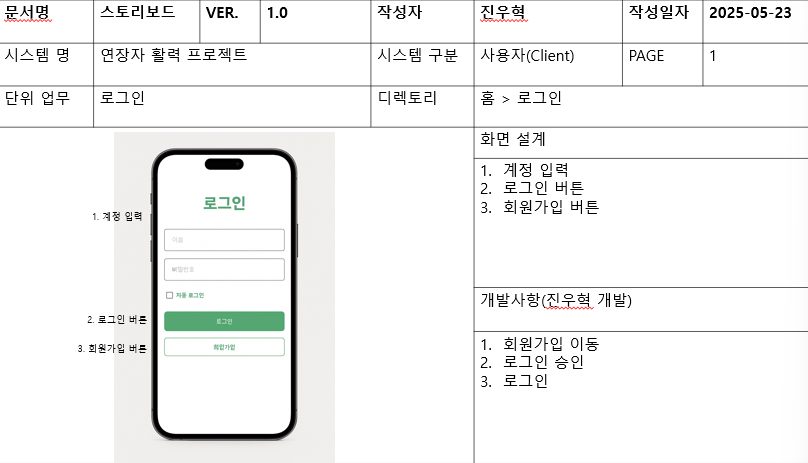 문서명 스토리보드 VER. 1.0 작성자 진우혁 작성일자 2025-05-23
시스템 명 연장자 활력 프로젝트 시스템 구분 사용자(Client) PAGE 1
단위 업무 로그인 디렉토리 홈 > 로그인
로그인
1. 계정 입력
이름
비밀번호
자동 로그인
2. 로그인 버튼
로그인
3. 회원가입 버튼
회원가입
화면 설계
1. 계정 입력
2. 로그인 버튼
3. 회원가입 버튼
개발사항(진우혁 개발)
1. 회원가입 이동
2. 로그인 승인
3. 로그인